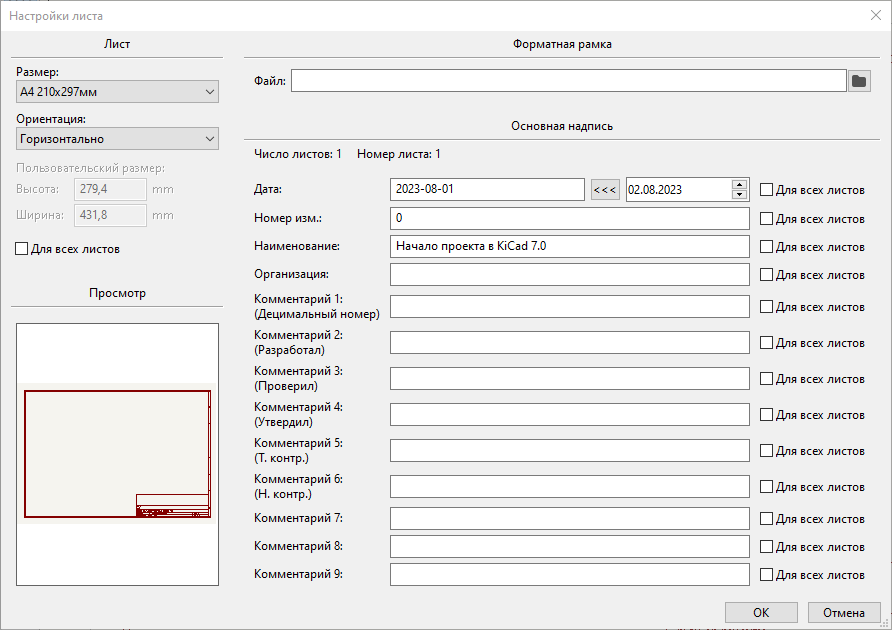 Настройки листа
Лист
Размер:
A4 210x297мм
Ориентация:
Горизонтально
Пользовательский размер:
Высота: 279,4 mm
Ширина: 431,8 mm
Для всех листов
Просмотр
Форматная рамка
Файл:
Основная надпись
Число листов: 1 Номер листа: 1
Дата: 2023-08-01 <<< 02.08.2023 Для всех листов
Номер изм.: 0 Для всех листов
Наименование: Начало проекта в KiCad 7.0 Для всех листов
Организация: Для всех листов
Комментарий 1: Для всех листов
(Децимальный номер)
Комментарий 2: Для всех листов
(Разработал)
Комментарий 3: Для всех листов
(Проверил)
Комментарий 4: Для всех листов
(Утвердил)
Комментарий 5: Для всех листов
(Т. контр.)
Комментарий 6: Для всех листов
(Н. контр.)
Комментарий 7: Для всех листов
Комментарий 8: Для всех листов
Комментарий 9: Для всех листов
ОК Отмена